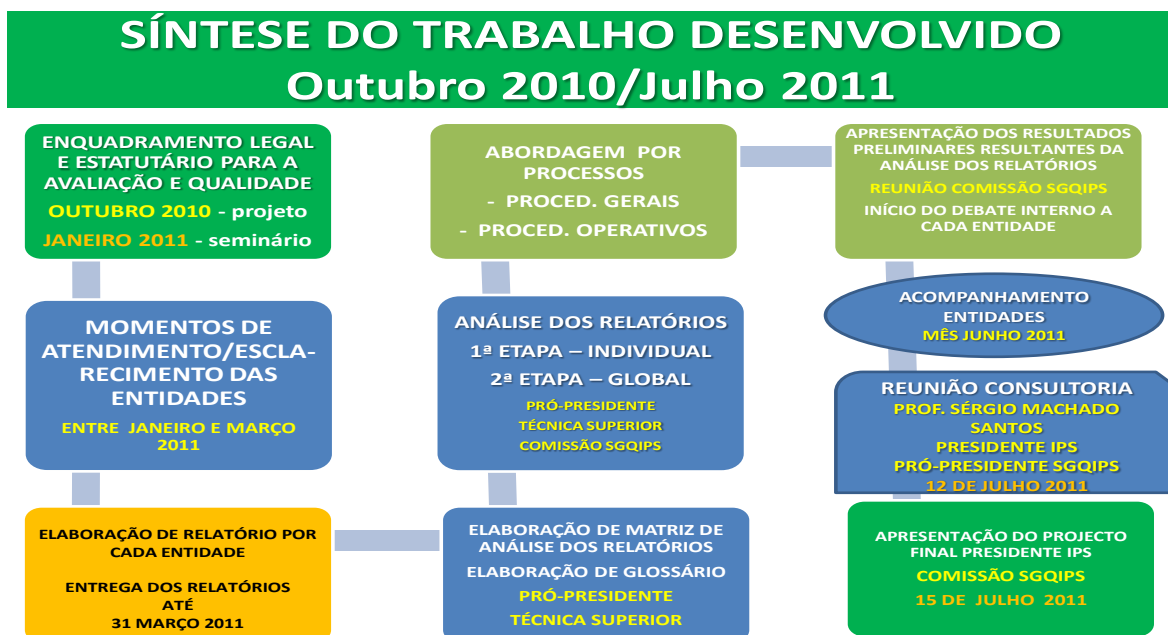 SÍNTESE DO TRABALHO DESENVOLVIDO
Outubro 2010/Julho 2011
ENQUADRAMENTO LEGAL
E ESTATUTÁRIO PARA A
AVALIAÇÃO E QUALIDADE
OUTUBRO 2010 - projeto
JANEIRO 2011 - seminário
MOMENTOS DE
ATENDIMENTO/ESCLA-
RECIMENTO DAS
ENTIDADES
ENTRE JANEIRO E MARÇO
2011
ELABORAÇÃO DE RELATÓRIO POR
CADA ENTIDADE
ENTREGA DOS RELATÓRIOS
ATÉ
31 MARÇO 2011
ELABORAÇÃO DE MATRIZ DE
ANÁLISE DOS RELATÓRIOS
ELABORAÇÃO DE GLOSSÁRIO
PRÓ-PRESIDENTE
TÉCNICA SUPERIOR
ANÁLISE DOS RELATÓRIOS
1ª ETAPA – INDIVIDUAL
2ª ETAPA – GLOBAL
PRÓ-PRESIDENTE
TÉCNICA SUPERIOR
COMISSÃO SGQIPS
ABORDAGEM POR
PROCESSOS
- PROCED. GERAIS
- PROCED. OPERATIVOS
APRESENTAÇÃO DOS RESULTADOS
PRELIMINARES RESULTANTES DA
ANÁLISE DOS RELATÓRIOS
REUNIÃO COMISSÃO SGQIPS
INÍCIO DO DEBATE INTERNO A
CADA ENTIDADE
ACOMPANHAMENTO
ENTIDADES
MÊS JUNHO 2011
REUNIÃO CONSULTORIA
PROF. SÉRGIO MACHADO
SANTOS
PRESIDENTE IPS
PRÓ-PRESIDENTE SGQIPS
12 DE JULHO 2011
APRESENTAÇÃO DO PROJECTO
FINAL PRESIDENTE IPS
COMISSÃO SGQIPS
15 DE JULHO 2011